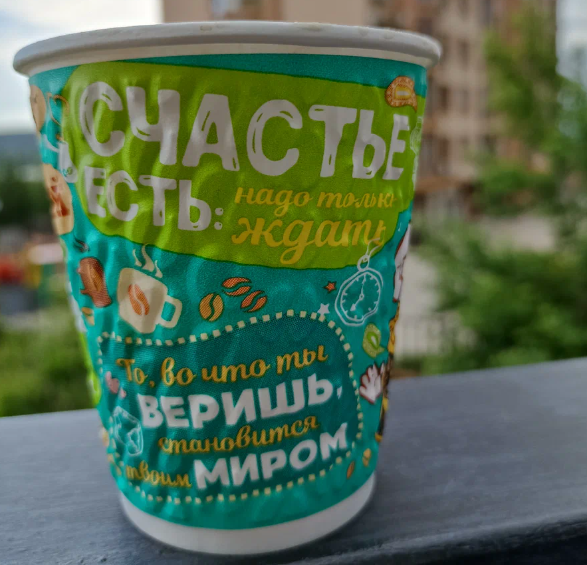 СЧАСТЬЕ
ЕСТЬ: надо только
ждать
То, во что ты
ВЕРИШЬ,
становится
твоим МИРОМ